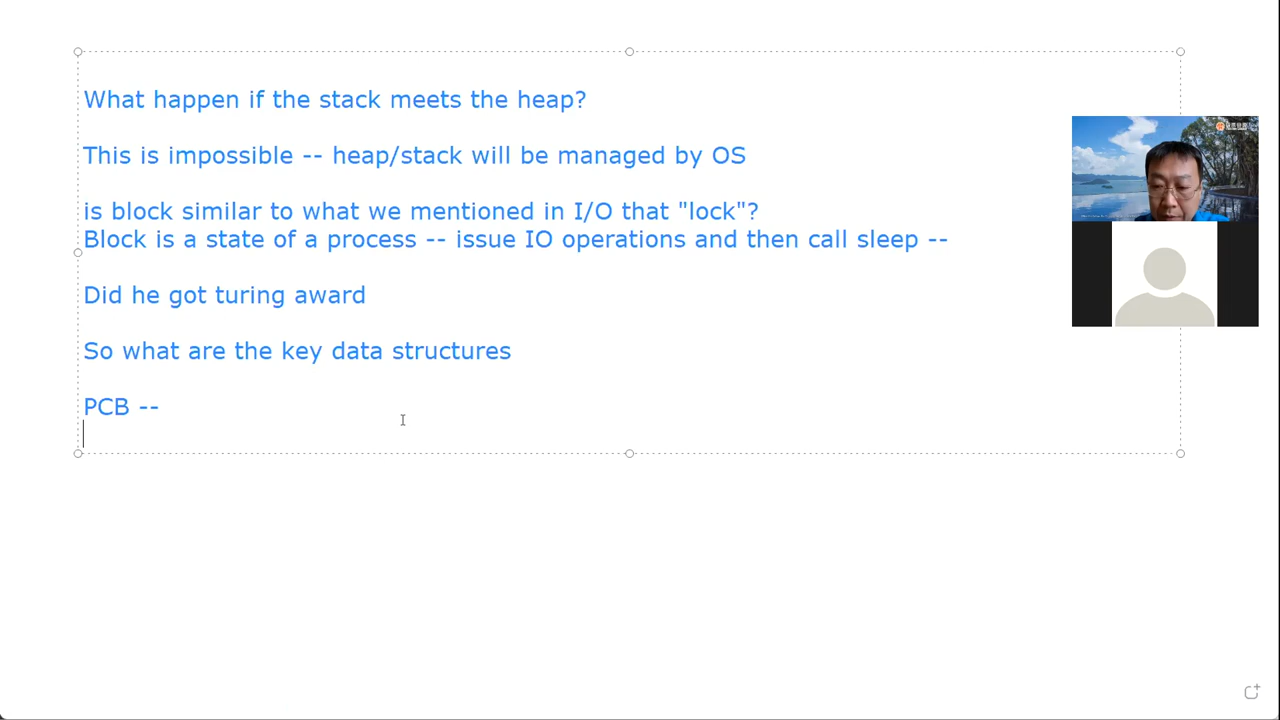 What happen if the stack meets the heap?
This is impossible -- heap/stack will be managed by OS
is block similar to what we mentioned in I/O that "lock"?
Block is a state of a process -- issue IO operations and then call sleep --
Did he got turing award
So what are the key data structures
PCB --